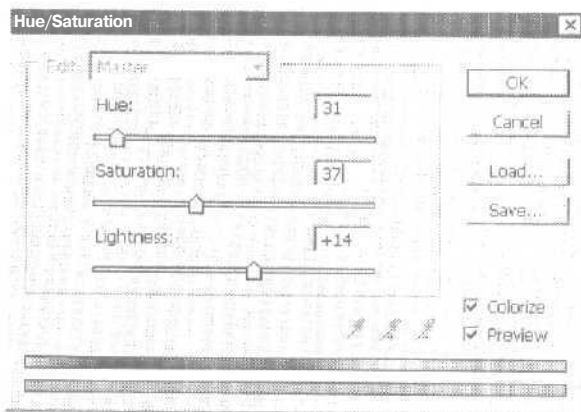 Hue/Saturation
Edit: Master
OK
Hue: 31
Cancel
Saturation: 37
Load...
Save...
Lightness: +14
Colorize
Preview